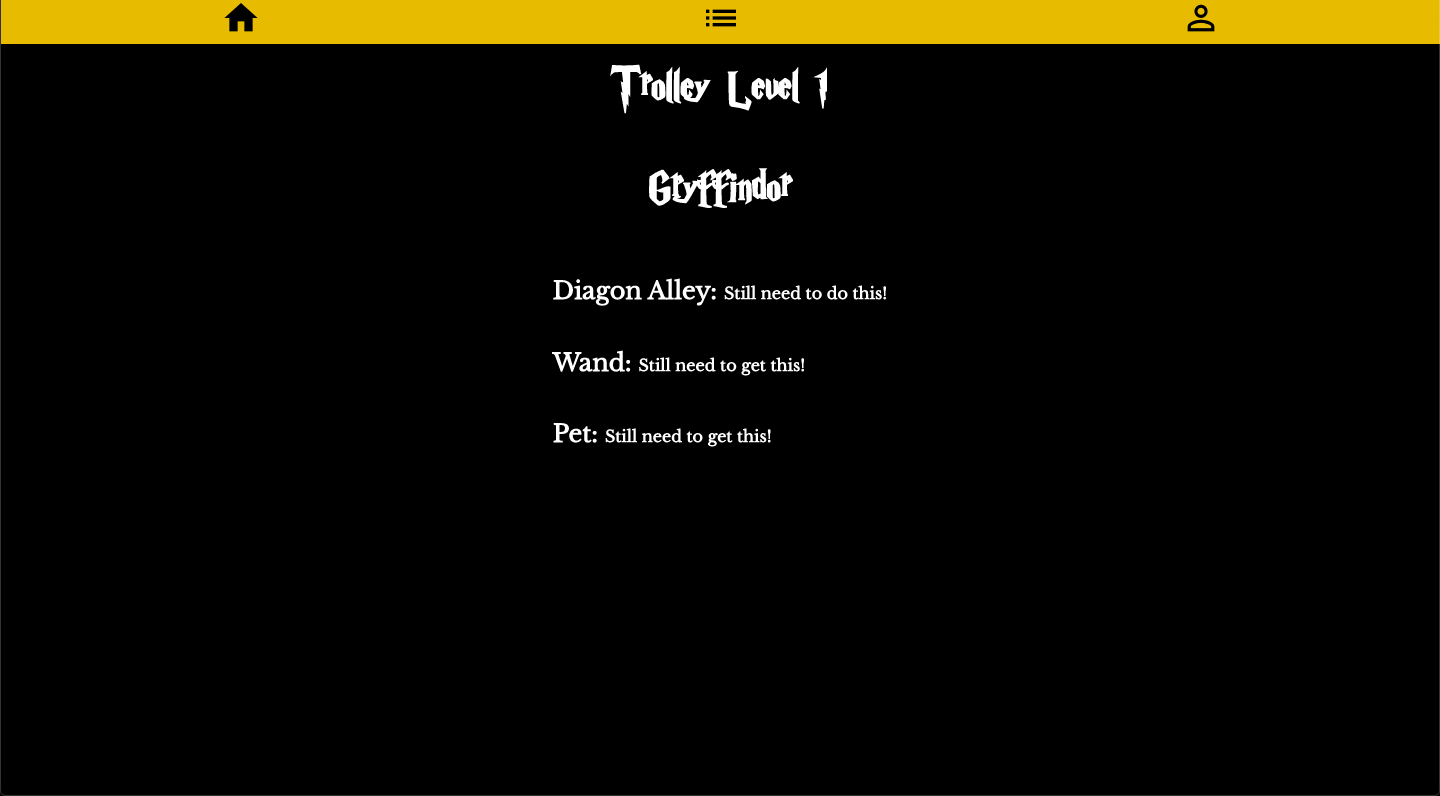 Trolley Level 1
Gryffindor
Diagon Alley: Still need to do this!
Wand: Still need to get this!
Pet: Still need to get this!